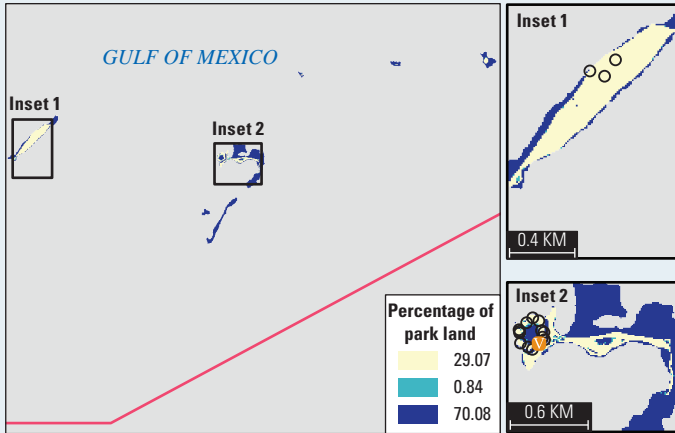 GULF OF MEXICO
Inset 1
Inset 2
Percentage of
park land
29.07
0.84
70.08
Inset 1
0.4 KM
Inset 2
V
0.6 KM